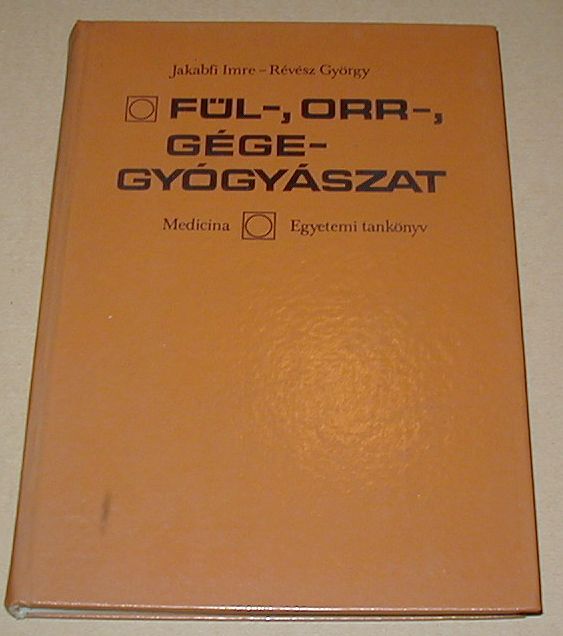 Jakabfi Imre – Révész György
FÜL-, ORR-,
GÉGE-
GYÓGYÁSZAT
Medicina Egyetemi tankönyv